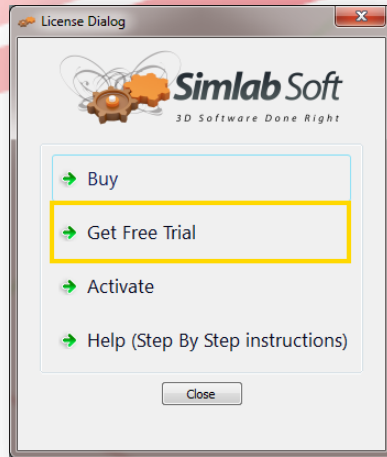 License Dialog
Simlab Soft
3D Software Done Right
Buy
Get Free Trial
Activate
Help (Step By Step instructions)
Close